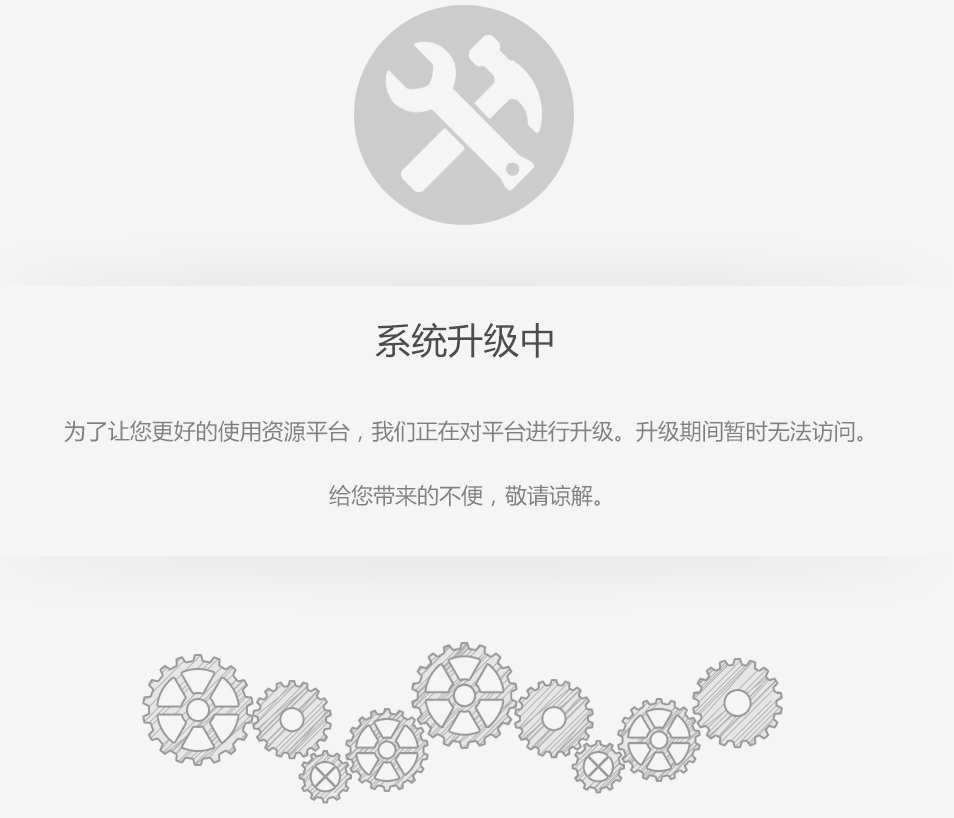 系统升级中
为了让您更好的使用资源平台，我们正在对平台进行升级。升级期间暂时无法访问。
给您带来的不便，敬请谅解。